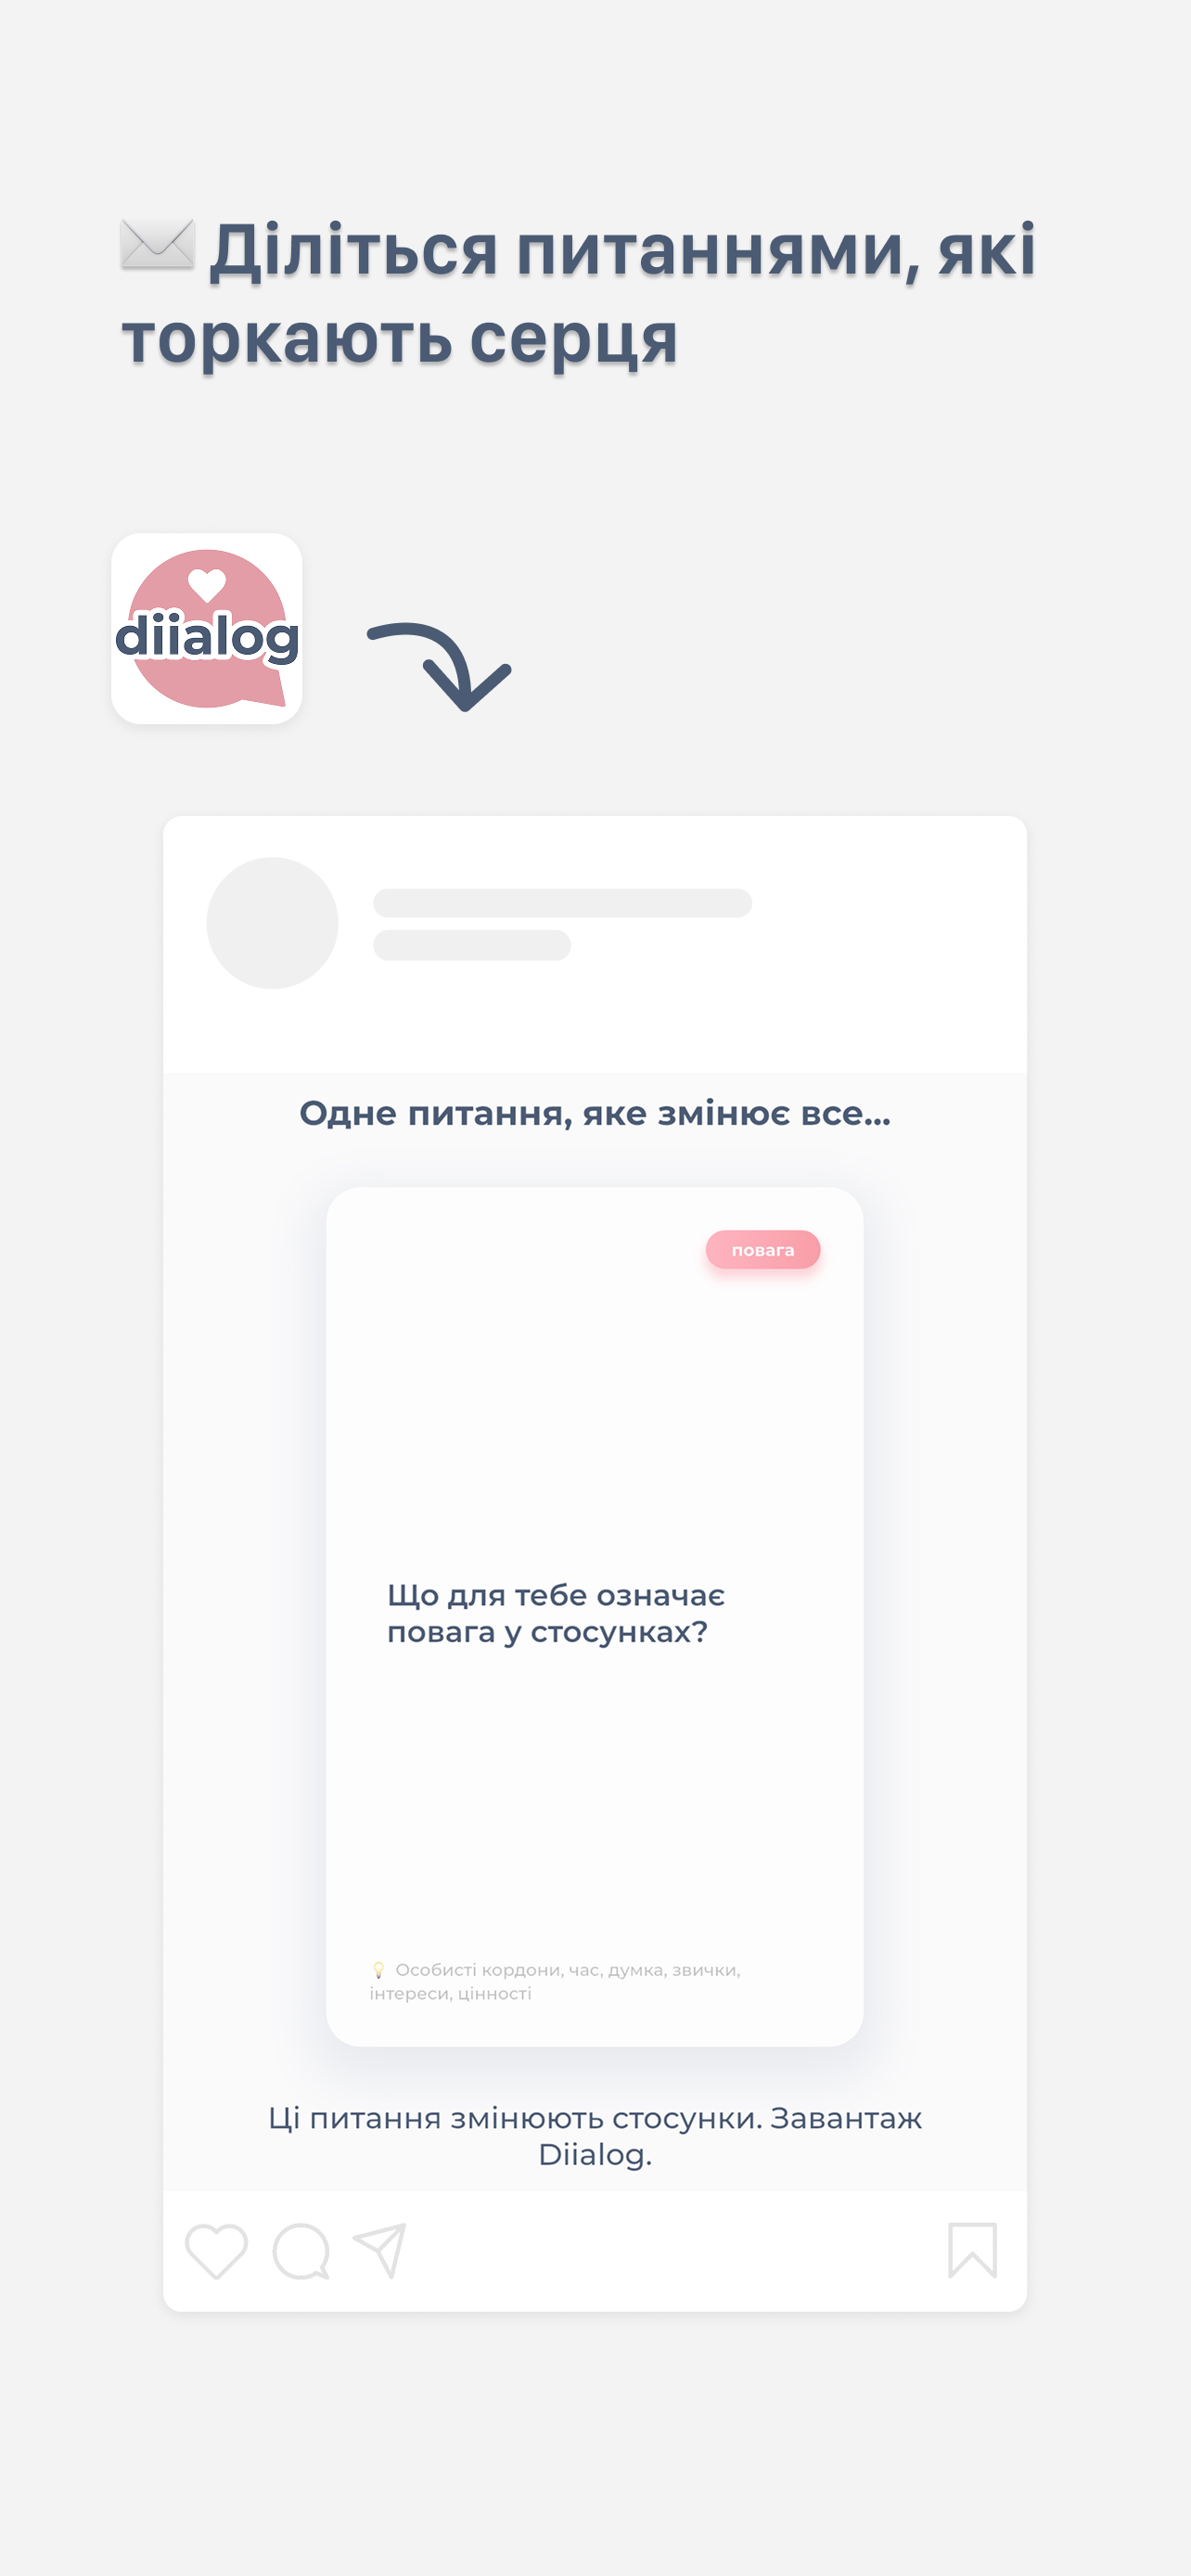 ✉️ Діліться питаннями, які
торкають серця
diialog
Одне питання, яке змінює все...
повага
Що для тебе означає
повага у стосунках?
💡 Особисті кордони, час, думка, звички,
інтереси, цінності
Ці питання змінюють стосунки. Завантаж
Diialog.